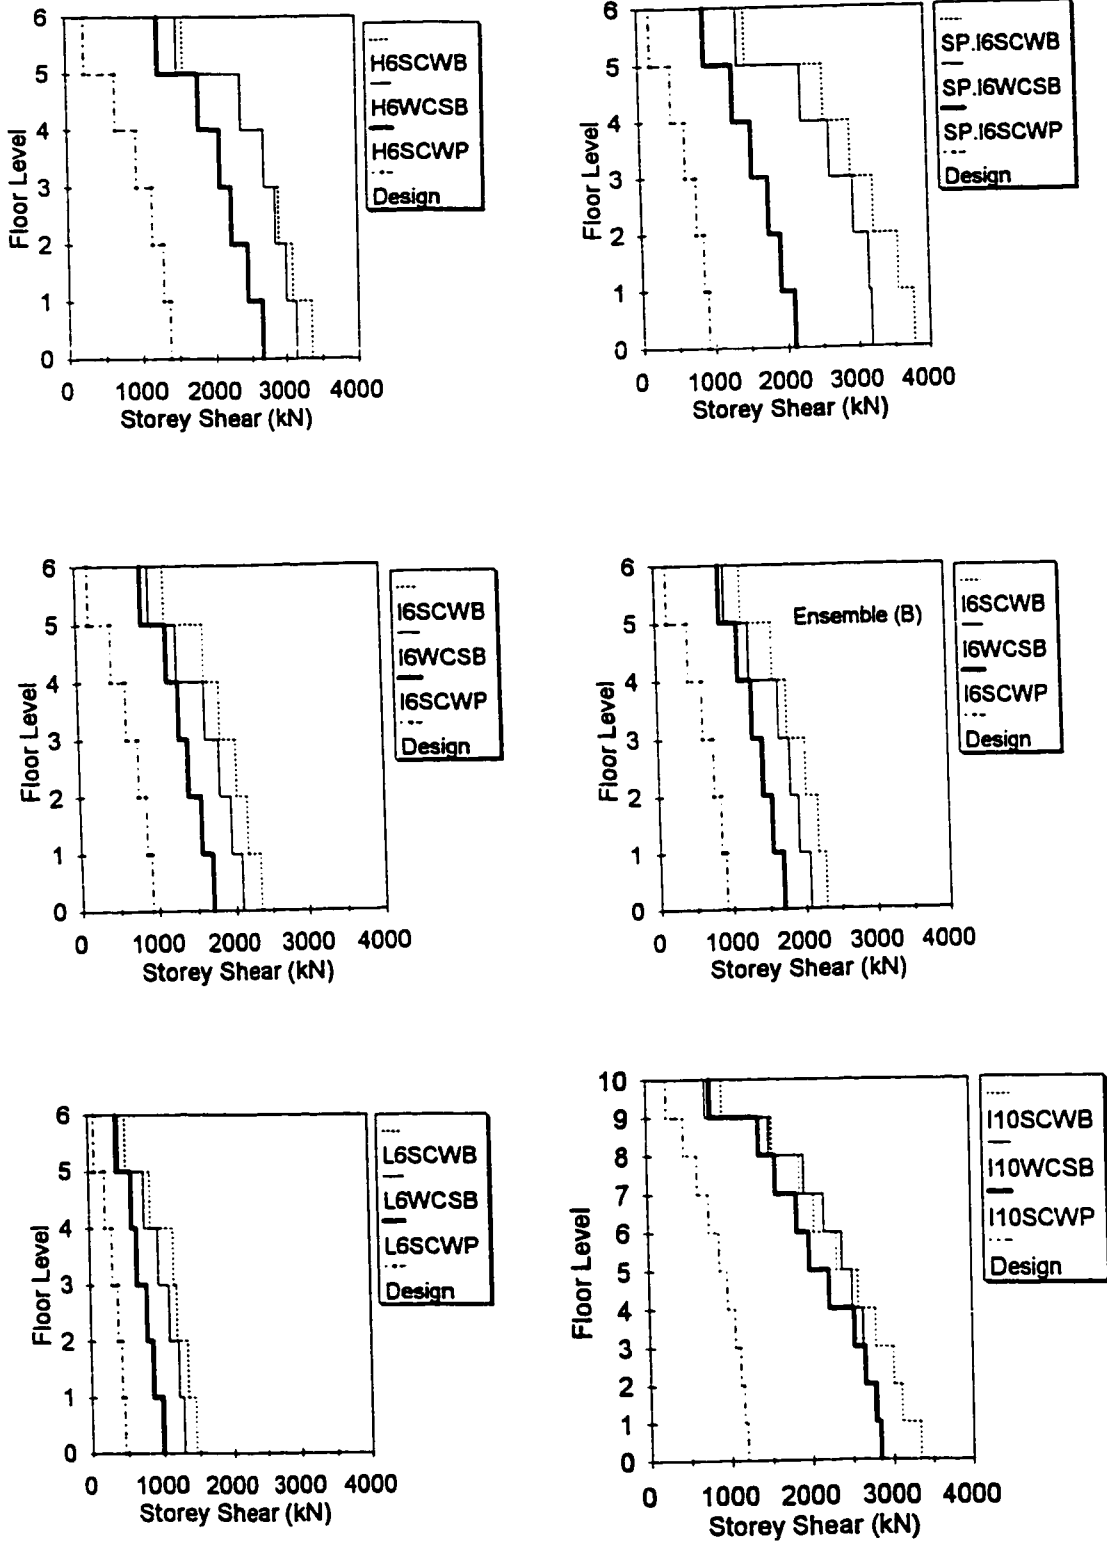 6
5
4
3
2
1
0
Floor Level
0 1000 2000 3000 4000
Storey Shear (kN)
H6SCWB
H6WCSB
H6SCWP
Design
6
5
4
3
2
1
0
Floor Level
0 1000 2000 3000 4000
Storey Shear (kN)
SP.I6SCWB
SP.I6WCSB
SP.I6SCWP
Design
6
5
4
3
2
1
0
Floor Level
0 1000 2000 3000 4000
Storey Shear (kN)
I6SCWB
I6WCSB
I6SCWP
Design
6
5
4
3
2
1
0
Floor Level
Ensemble (B)
0 1000 2000 3000 4000
Storey Shear (kN)
I6SCWB
I6WCSB
I6SCWP
Design
6
5
4
3
2
1
0
Floor Level
0 1000 2000 3000 4000
Storey Shear (kN)
L6SCWB
L6WCSB
L6SCWP
Design
10
9
8
7
6
5
4
3
2
1
0
Floor Level
0 1000 2000 3000 4000
Storey Shear (kN)
I10SCWB
I10WCSB
I10SCWP
Design